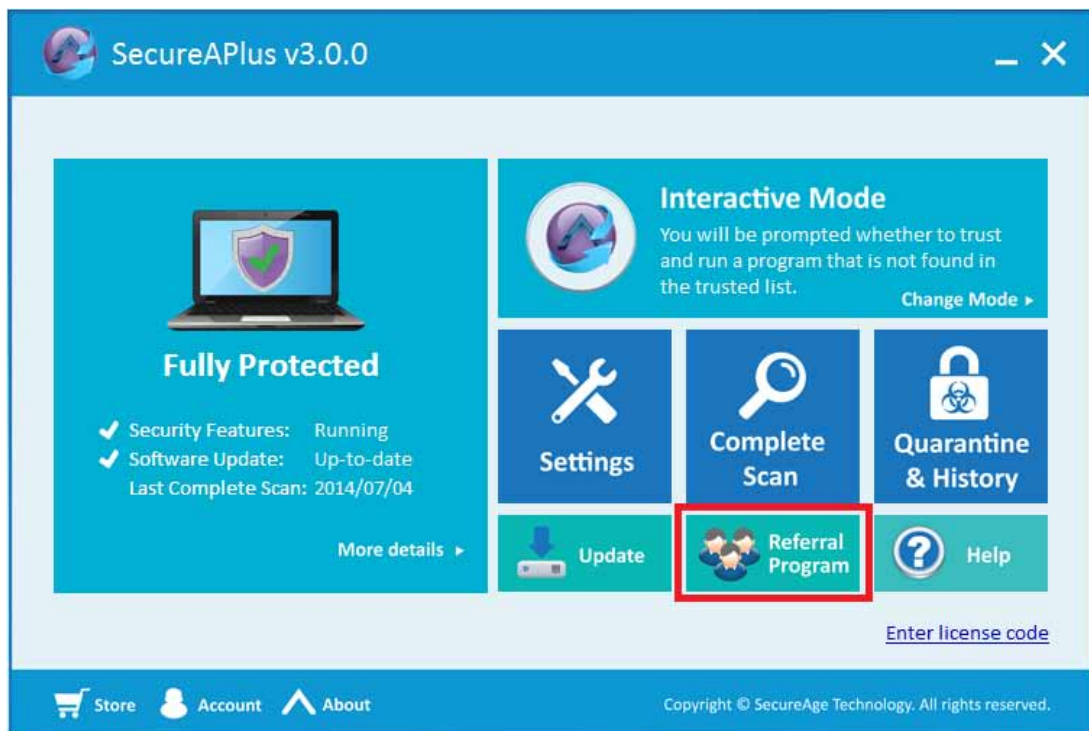 SecureAPlus v3.0.0
Fully Protected
Security Features: Running
Software Update: Up-to-date
Last Complete Scan: 2014/07/04
More details
Interactive Mode
You will be prompted whether to trust
and run a program that is not found in
the trusted list.
Change Mode
Settings
Complete
Scan
Quarantine
& History
Update
Referral
Program
Help
Enter license code
Store
Account
About
Copyright © SecureAge Technology. All rights reserved.